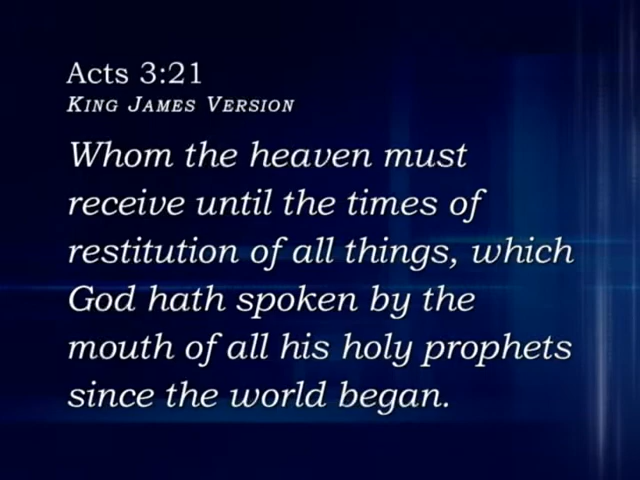 Acts 3:21
King James Version
Whom the heaven must
receive until the times of
restitution of all things, which
God hath spoken by the
mouth of all his holy prophets
since the world began.